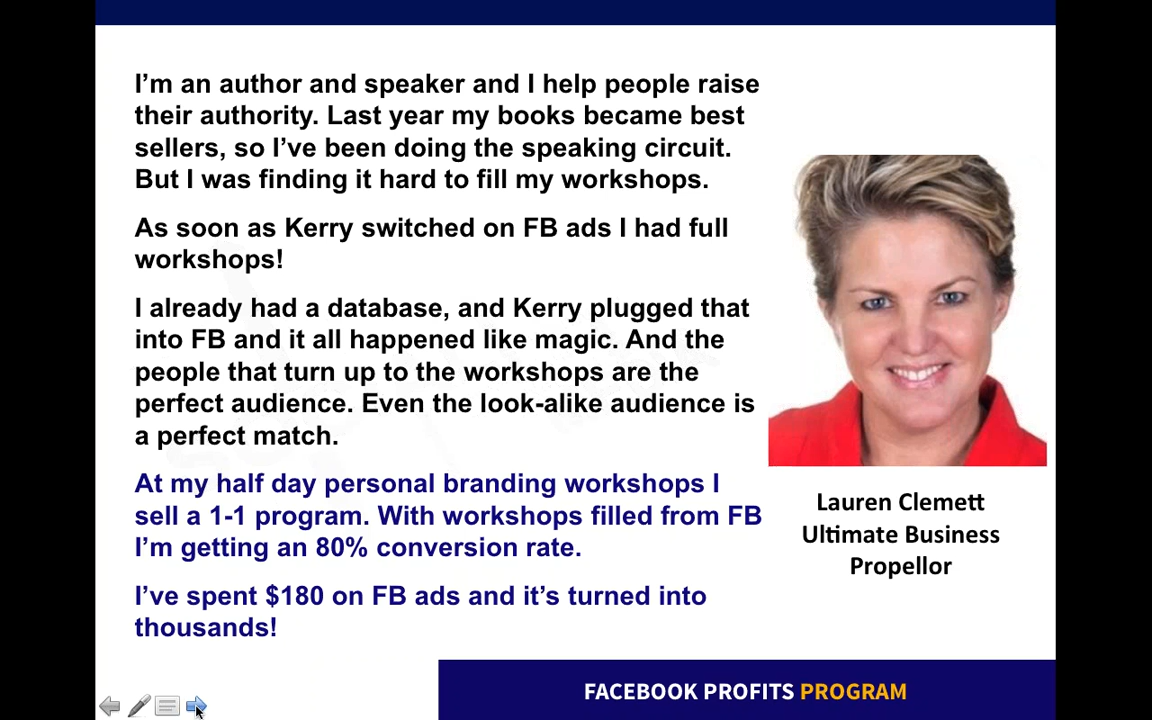 I'm an author and speaker and I help people raise
their authority. Last year my books became best
sellers, so I've been doing the speaking circuit.
But I was finding it hard to fill my workshops.
As soon as Kerry switched on FB ads I had full
workshops!
I already had a database, and Kerry plugged that
into FB and it all happened like magic. And the
people that turn up to the workshops are the
perfect audience. Even the look-alike audience is
a perfect match.
At my half day personal branding workshops I
sell a 1-1 program. With workshops filled from FB
I'm getting an 80% conversion rate.
I've spent $180 on FB ads and it's turned into
thousands!
Lauren Clemett
Ultimate Business
Propellor
FACEBOOK PROFITS PROGRAM